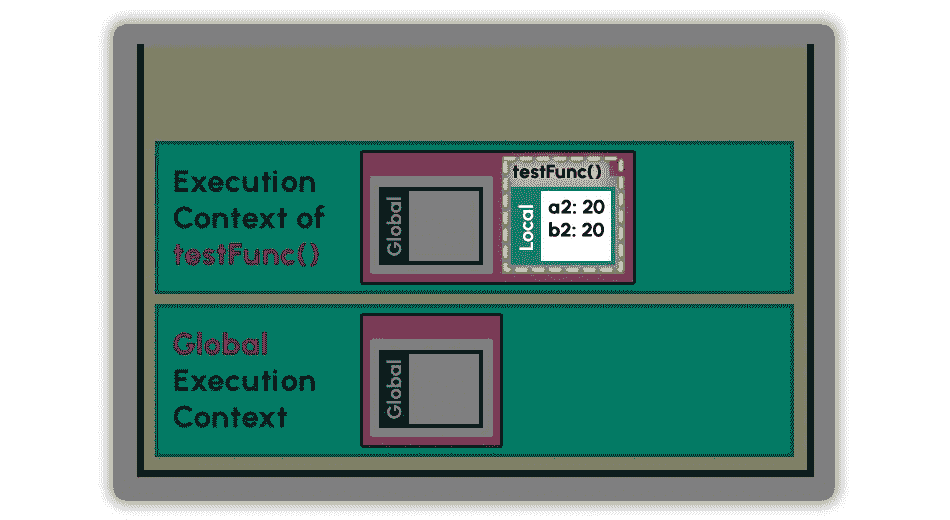 Execution
Context of
testFunc()
Global
testFunc()
Local
a2: 20
b2: 20
Global
Execution
Context
Global